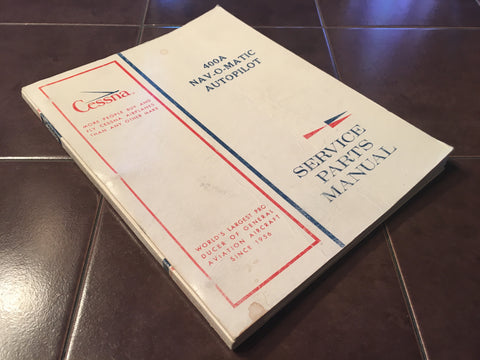 Cessna
MORE PEOPLE BUY AND
FLY CESSNA AIRPLANES
THAN ANY OTHER MAKE
WORLD'S LARGEST PRO
DUCER OF GENERAL
AVIATION AIRCRAFT
SINCE 1956
400A
NAV-O-MATIC
AUTOPILOT
SERVICE
PARTS
MANUAL